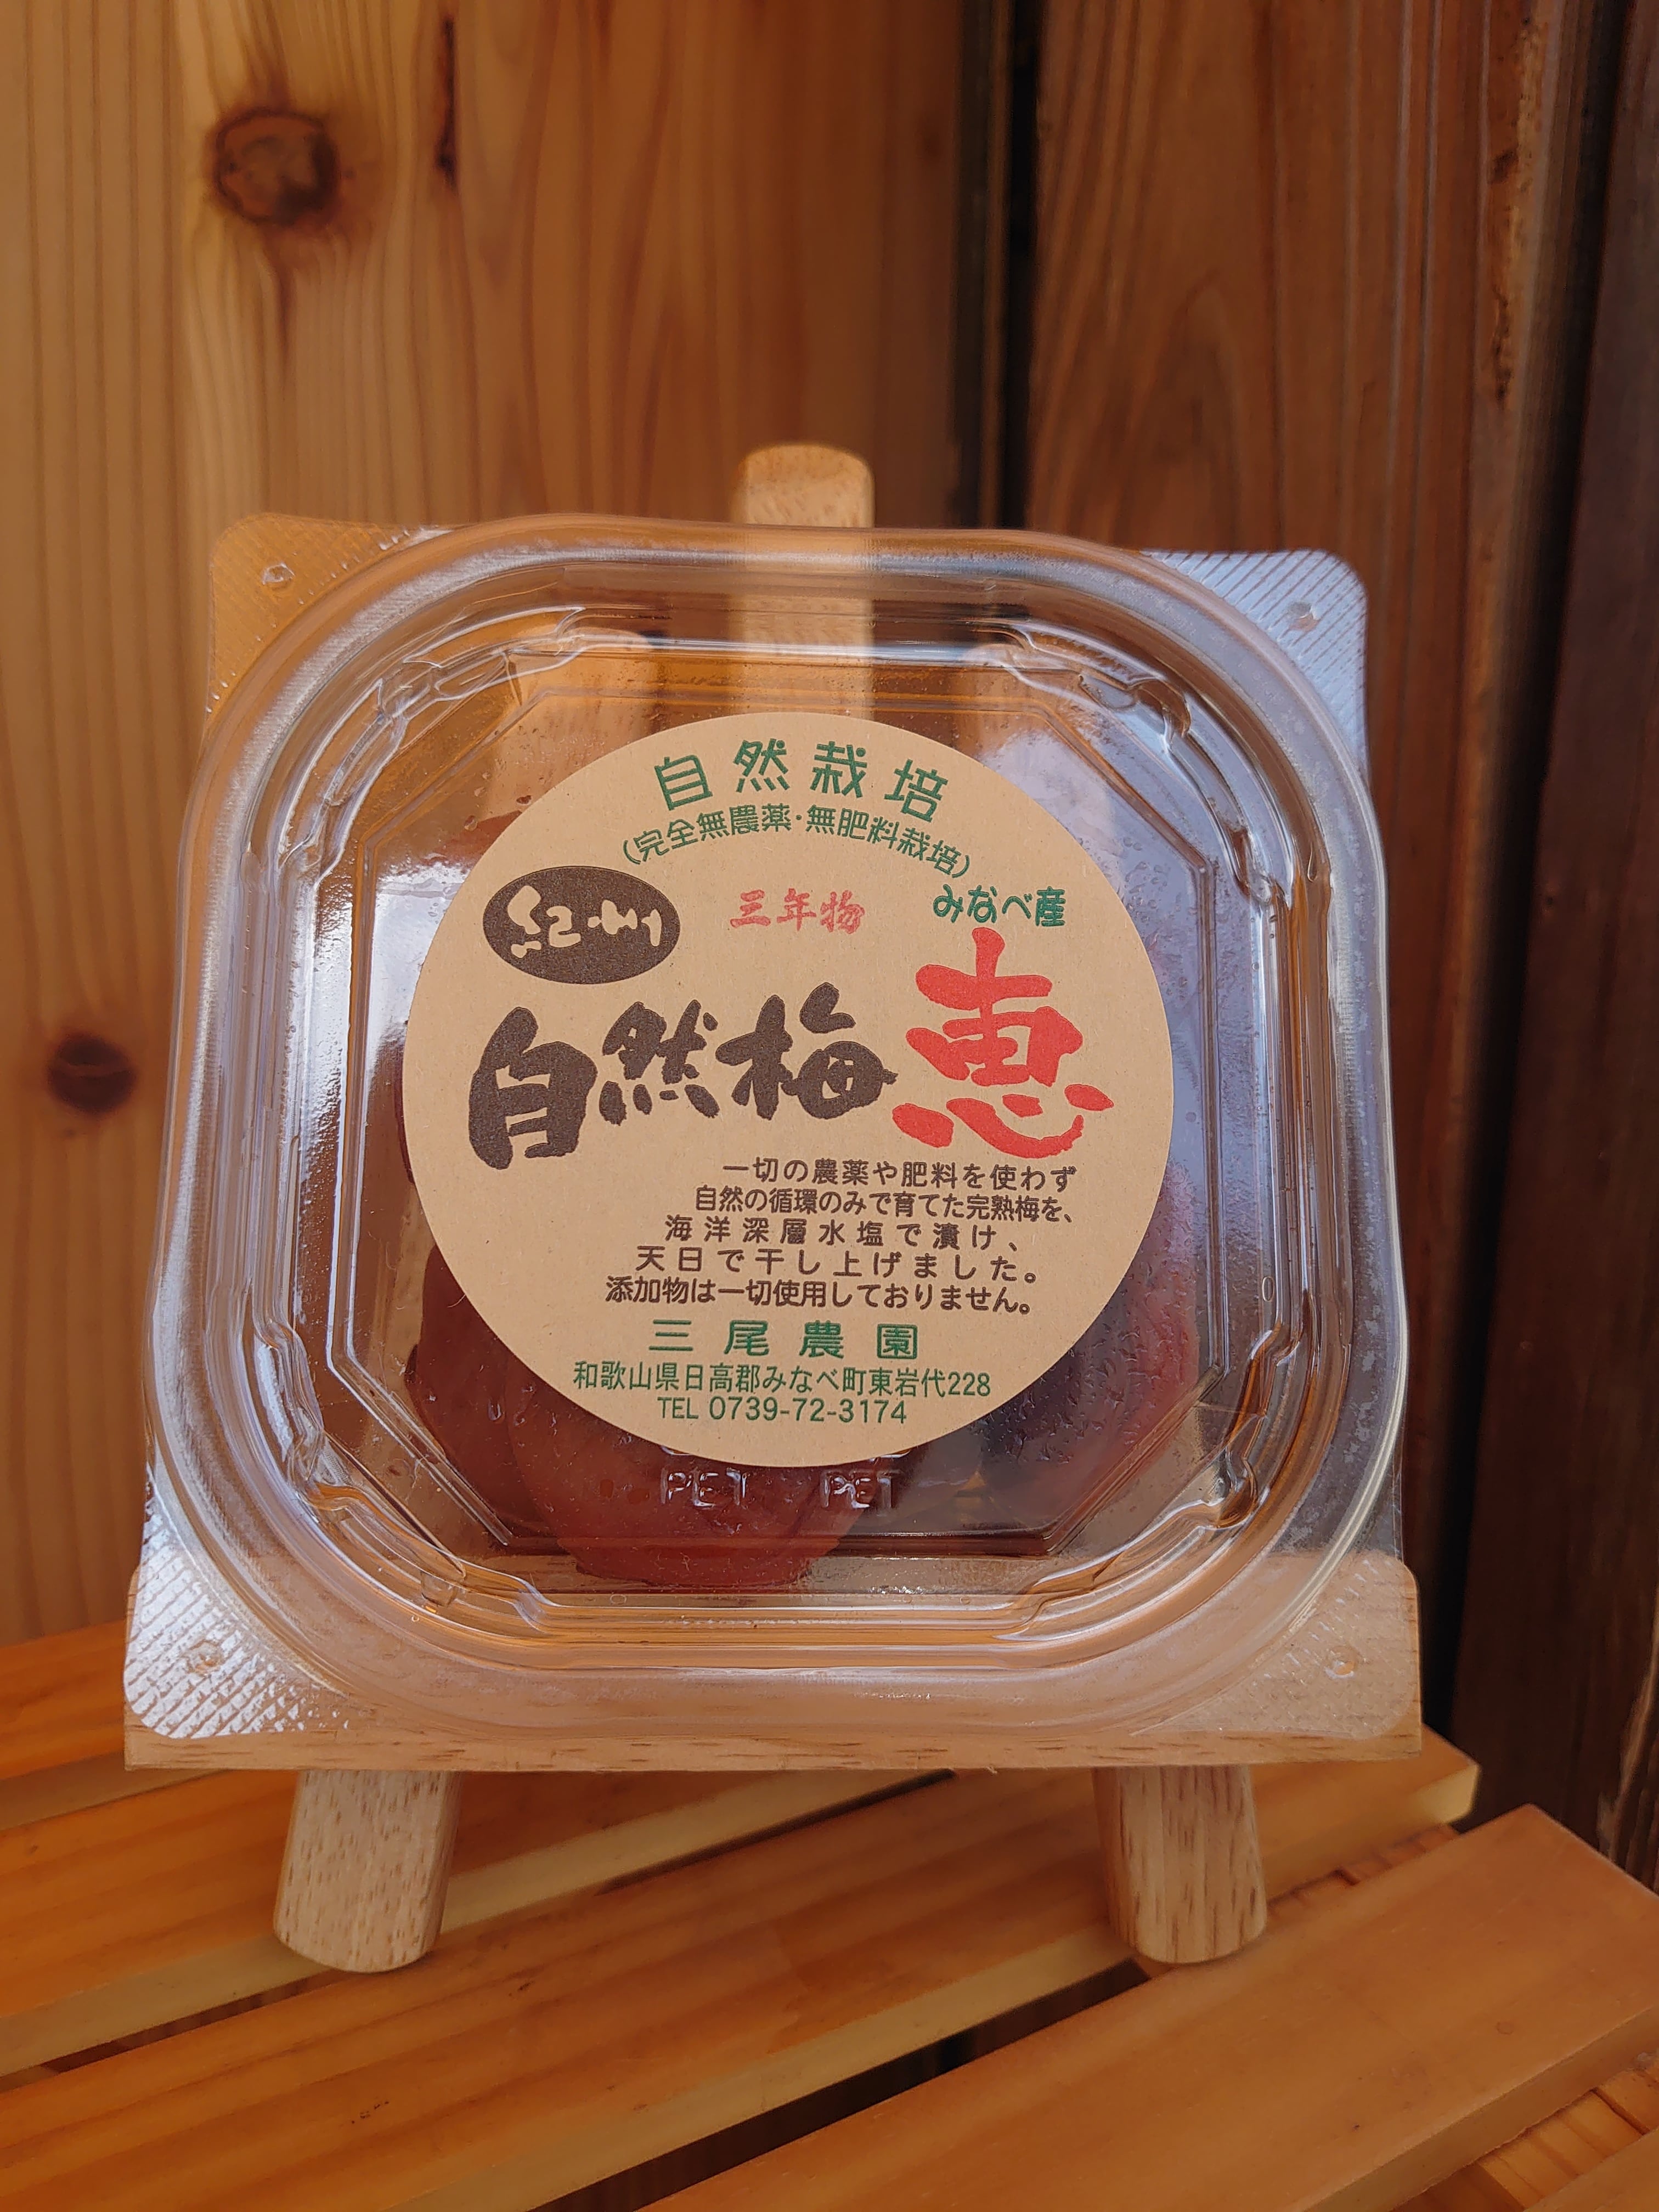 自然栽培
(完全無農薬・無肥料栽培)
紀州
三年物
みなべ産
自然梅 恵
一切の農薬や肥料を使わず
自然の循環のみで育てた完熟梅を、
海洋深層水塩で漬け、
天日で干し上げました。
添加物は一切使用しておりません。
三尾農園
和歌山県日高郡みなべ町東岩代228
TEL 0739-72-3174
PET PET